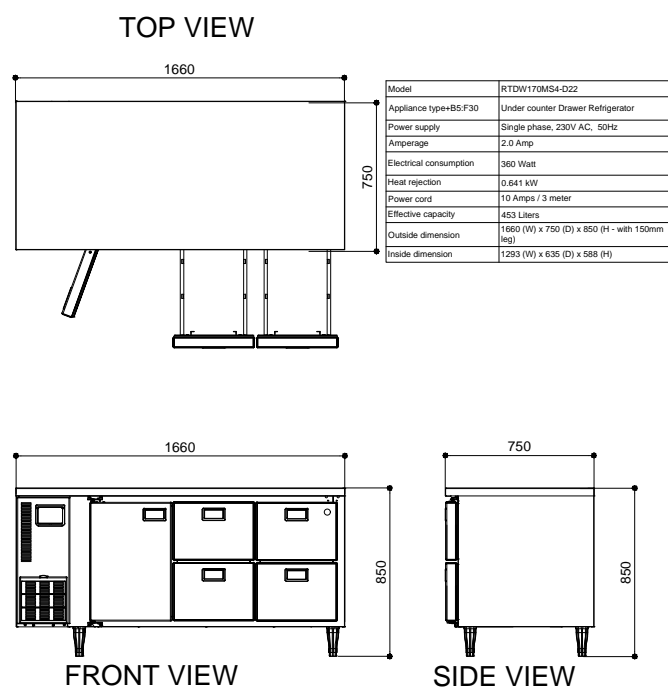 TOP VIEW
1660
750
Model RTDW170MS4-D22
Appliance type+B5:F30 Under counter Drawer Refrigerator
Power supply Single phase, 230V AC, 50Hz
Amperage 2.0 Amp
Electrical consumption 360 Watt
Heat rejection 0.641 kW
Power cord 10 Amps / 3 meter
Effective capacity 453 Liters
Outside dimension 1660 (W) x 750 (D) x 850 (H - with 150mm
leg)
Inside dimension 1293 (W) x 635 (D) x 588 (H)
1660
850
FRONT VIEW
750
850
SIDE VIEW